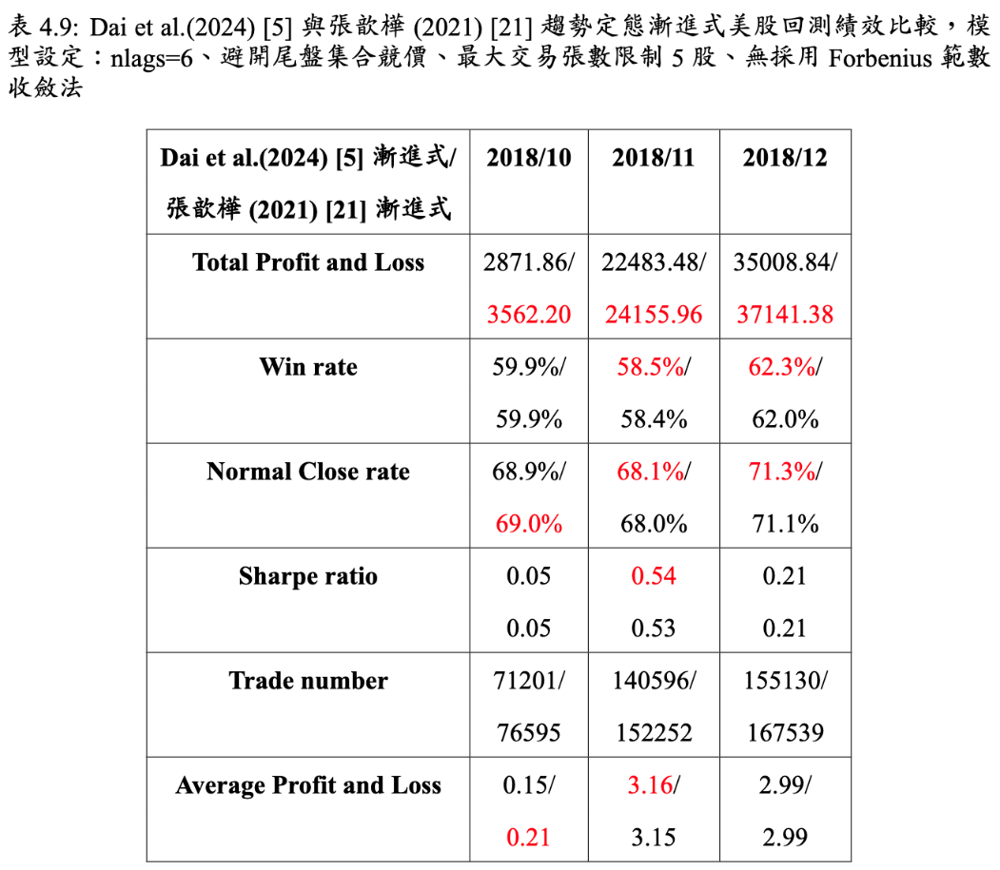 表 4.9: Dai et al.(2024) [5] 與張歆樺 (2021) [21] 趨勢定態漸進式美股回測績效比較，模
型設定：nlags=6、避開尾盤集合競價、最大交易張數限制 5 股、無採用 Forbenius 範數
收斂法
Dai et al.(2024) [5] 漸進式/ 2018/10 2018/11 2018/12
張歆樺 (2021) [21] 漸進式
Total Profit and Loss 2871.86/ 22483.48/ 35008.84/
3562.20 24155.96 37141.38
Win rate 59.9%/ 58.5%/ 62.3%/
59.9% 58.4% 62.0%
Normal Close rate 68.9%/ 68.1%/ 71.3%/
69.0% 68.0% 71.1%
Sharpe ratio 0.05 0.54 0.21
0.05 0.53 0.21
Trade number 71201/ 140596/ 155130/
76595 152252 167539
Average Profit and Loss 0.15/ 3.16/ 2.99/
0.21 3.15 2.99